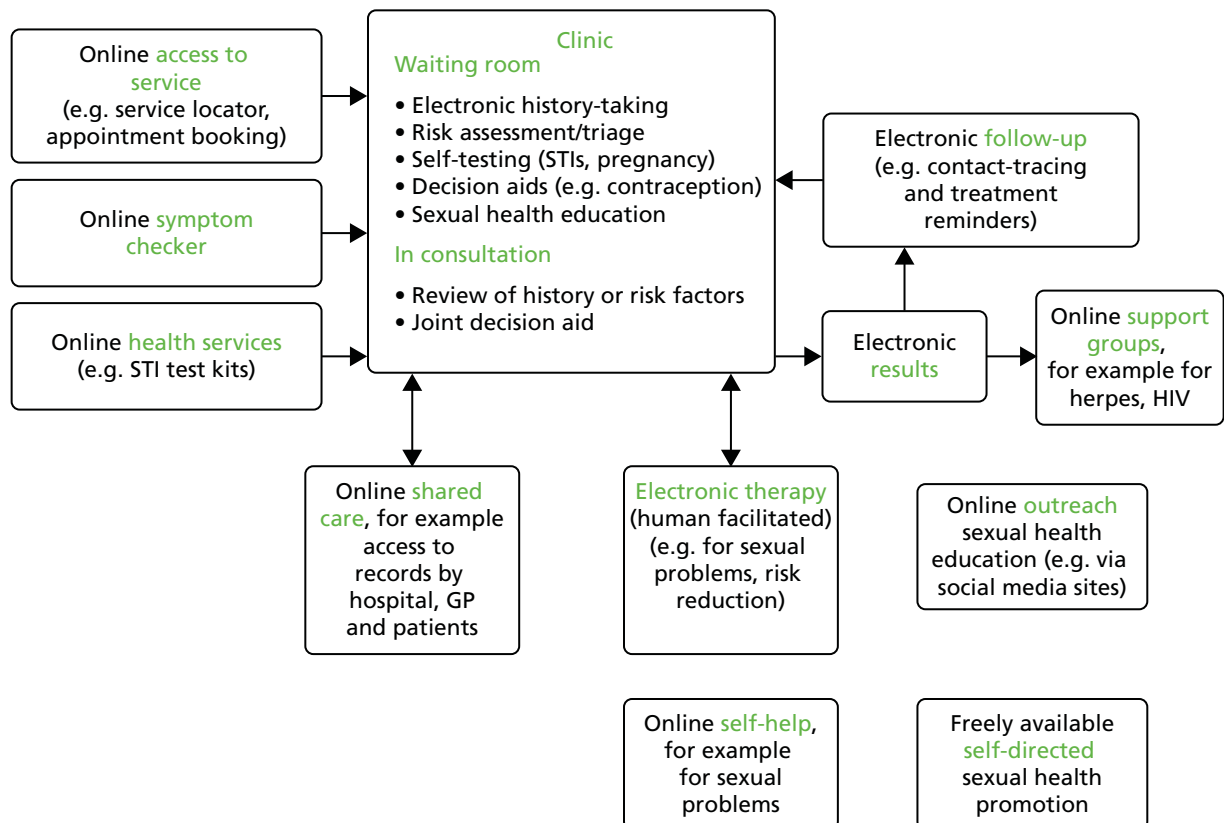 Online access to
service
(e.g. service locator,
appointment booking)
Online symptom
checker
Online health services
(e.g. STI test kits)
Clinic
Waiting room
• Electronic history-taking
• Risk assessment/triage
• Self-testing (STIs, pregnancy)
• Decision aids (e.g. contraception)
• Sexual health education
In consultation
• Review of history or risk factors
• Joint decision aid
Electronic follow-up
(e.g. contact-tracing
and treatment
reminders)
Electronic
results
Online support
groups,
for example for
herpes, HIV
Online shared
care, for example
access to
records by
hospital, GP
and patients
Electronic therapy
(human facilitated)
(e.g. for sexual
problems, risk
reduction)
Online outreach
sexual health
education (e.g. via
social media sites)
Online self-help,
for example
for sexual
problems
Freely available
self-directed
sexual health
promotion